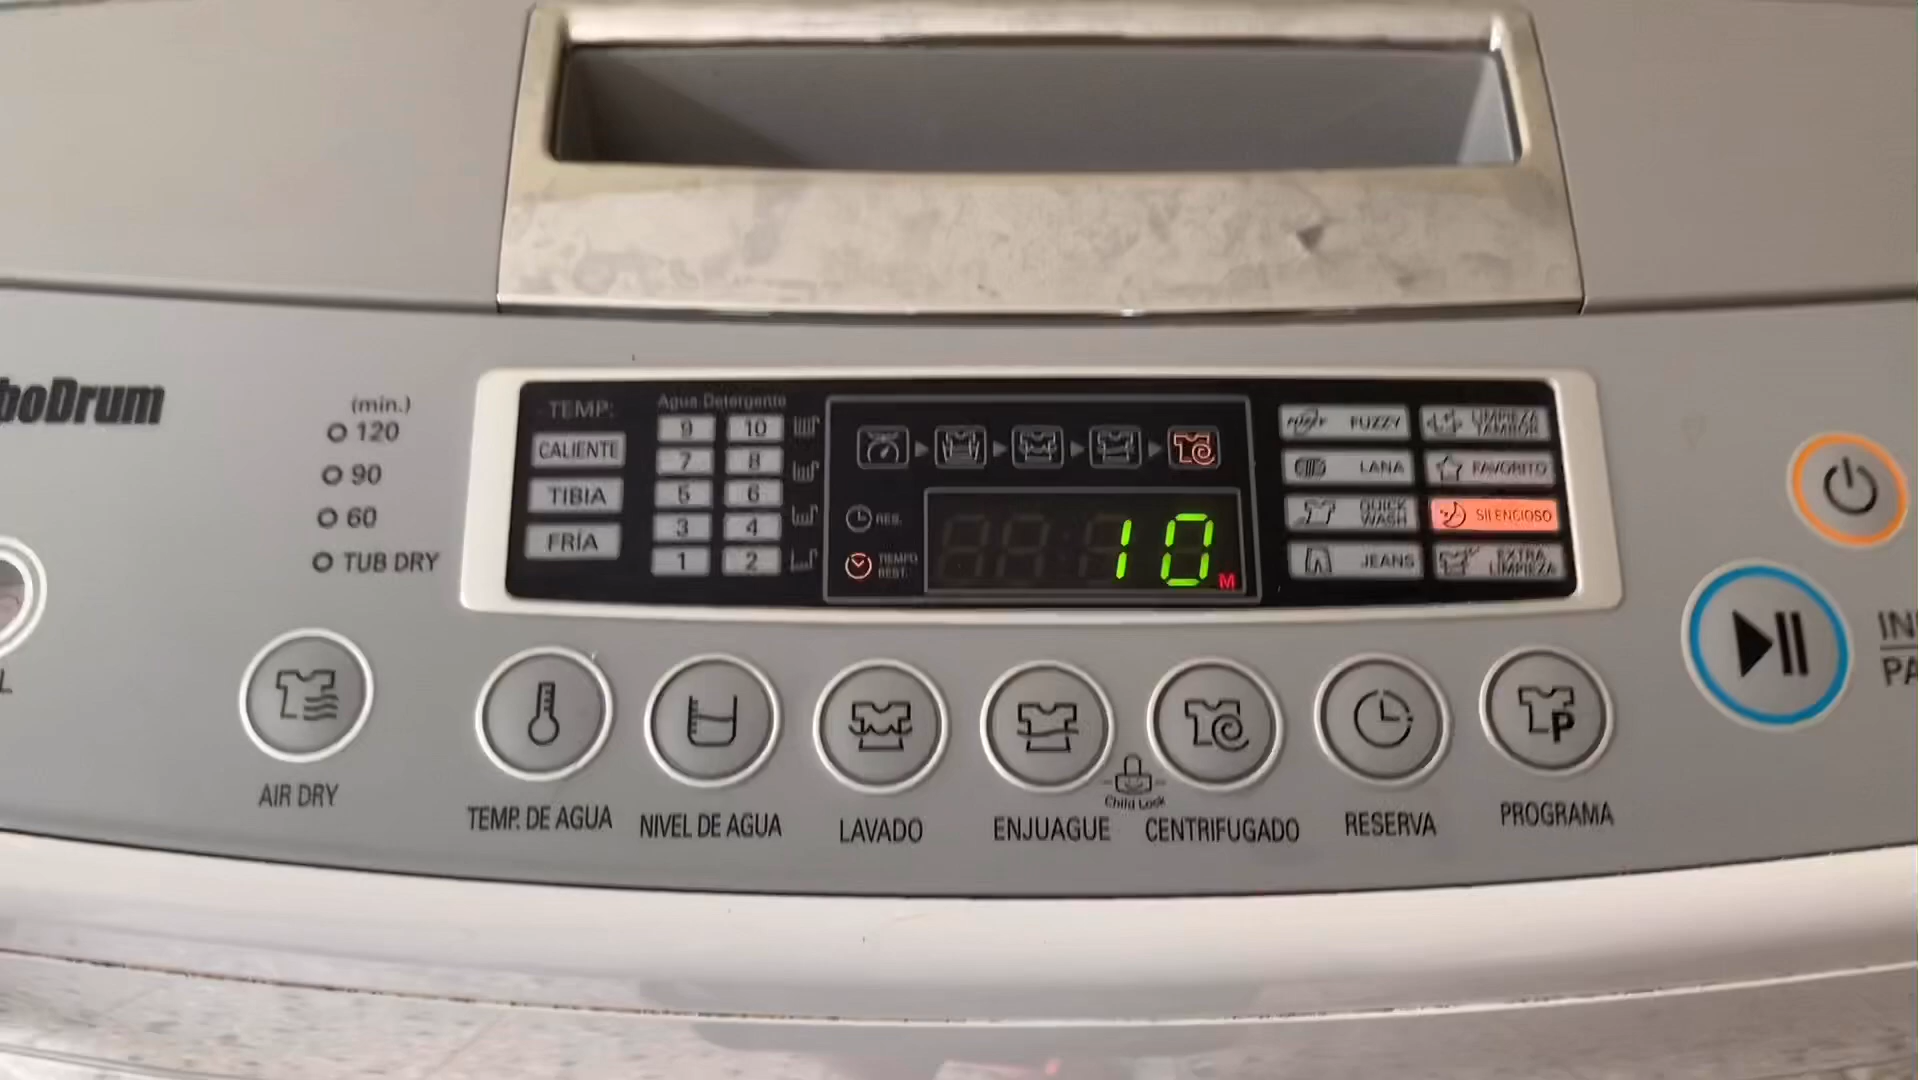 boDrum
(min.)
120
90
60
TUB DRY
TEMP.
CALIENTE
TIBIA
FRÍA
Agua Detergente
9 10
7 8
5 6
3 4
1 2
RES.
TIEMPO
REST.
10 M
FUZZY
LANA
QUICK
WASH
JEANS
LIMPIEZA
TAMBOR
FAVORITO
SILENCIOSO
EXTRA
LIMPIEZA
IN
PA
L
AIR DRY
TEMP. DE AGUA
NIVEL DE AGUA
LAVADO
ENJUAGUE
Child Lock
CENTRIFUGADO
RESERVA
P
PROGRAMA